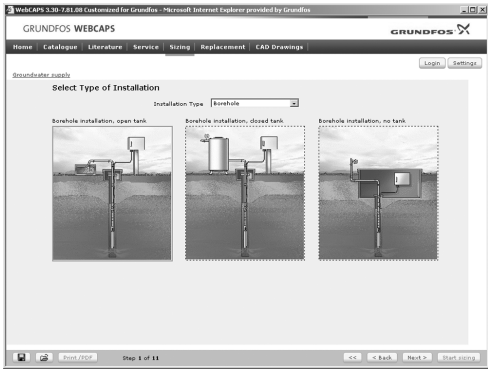 WebCAPS 3.30-7.81.08 Customized for Grundfos - Microsoft Internet Explorer provided by Grundfos
GRUNDFOS WEBCAPS
GRUNDFOS
Home Catalogue Literature Service Sizing Replacement CAD Drawings
Login Settings
Groundwater supply
Select Type of Installation
Installation Type Borehole
Borehole installation, open tank Borehole installation, closed tank Borehole installation, no tank
Print/PDF Step 1 of 11 << < Back Next > Start sizing